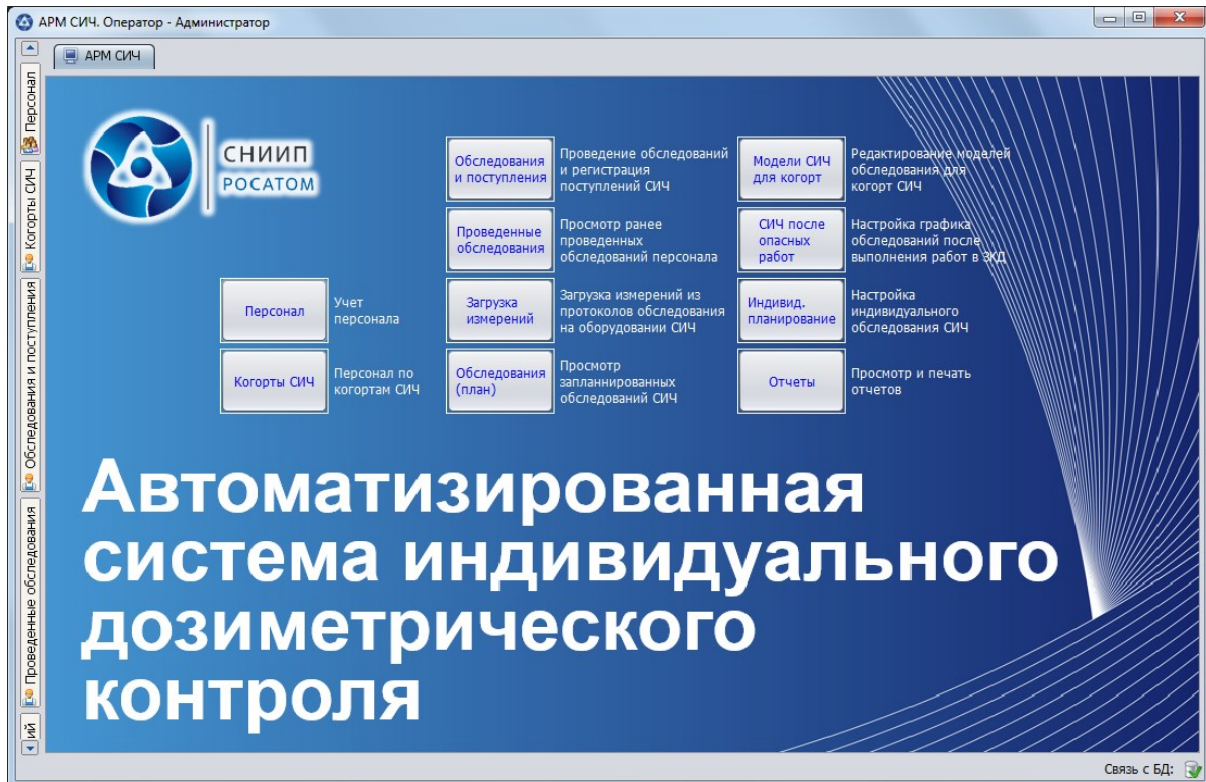 АРМ СИЧ. Оператор - Администратор
АРМ СИЧ
Персонал
Когорты СИЧ
Обследования и поступления
Проведенные обследования
ий
СНИИП
РОСАТОМ
Обследования
и поступления
Проведение обследований
и регистрация
поступлений СИЧ
Модели СИЧ
для когорт
Редактирование моделей
обследования для
когорт СИЧ
Проведенные
обследования
Просмотр ранее
проведенных
обследований персонала
СИЧ после
опасных
работ
Настройка графика
обследований после
выполнения работ в ЗКД
Персонал
Учет
персонала
Загрузка
измерений
Загрузка измерений из
протоколов обследования
на оборудовании СИЧ
Индивид.
планирование
Настройка
индивидуального
обследования СИЧ
Когорты СИЧ
Персонал по
когортам СИЧ
Обследования
(план)
Просмотр
запланнированных
обследований СИЧ
Отчеты
Просмотр и печать
отчетов
Автоматизированная
система индивидуального
дозиметрического
контроля
Связь с БД: